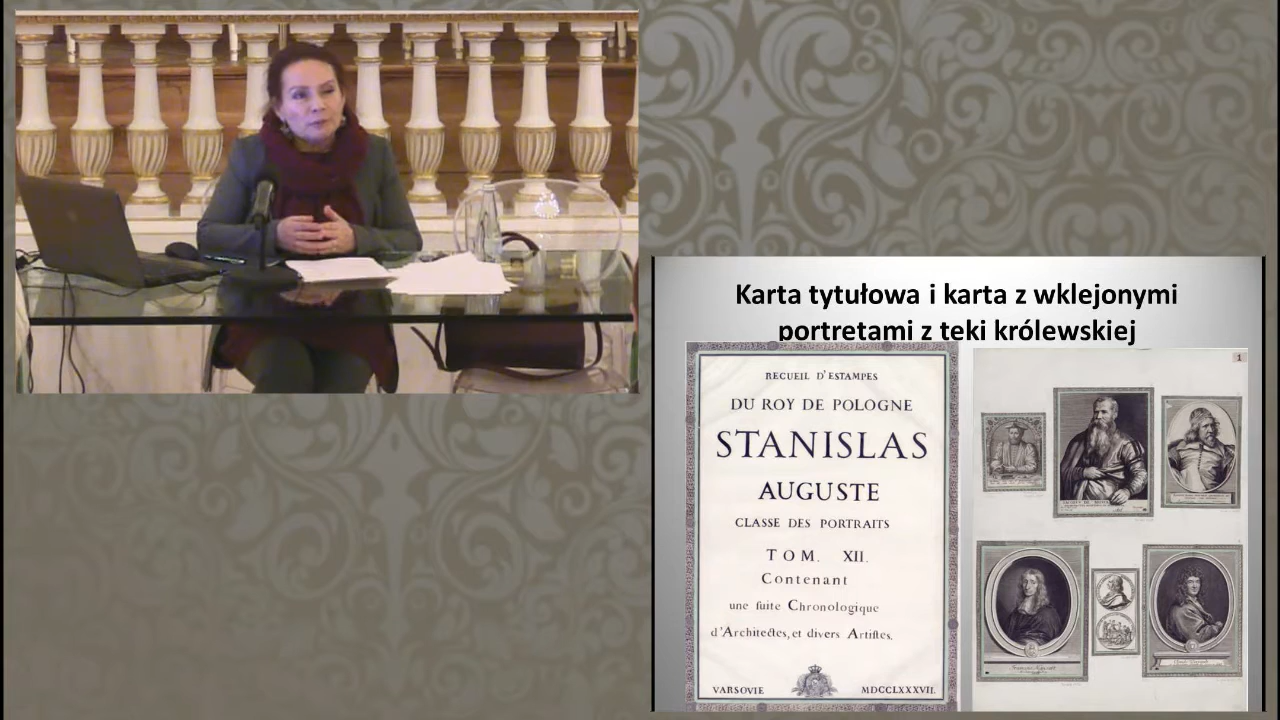 Karta tytułowa i karta z wklejonymi
portretami z teki królewskiej
RECUEIL D'ESTAMPES
DU ROY DE POLOGNE
STANISLAS
AUGUSTE
CLASSE DES PORTRAITS
TOM. XII.
Contenant
une ſuite Chronologique
d'Architectes, et divers Artiſtes.
VARSOVIE MDCCLXXXVII.
1